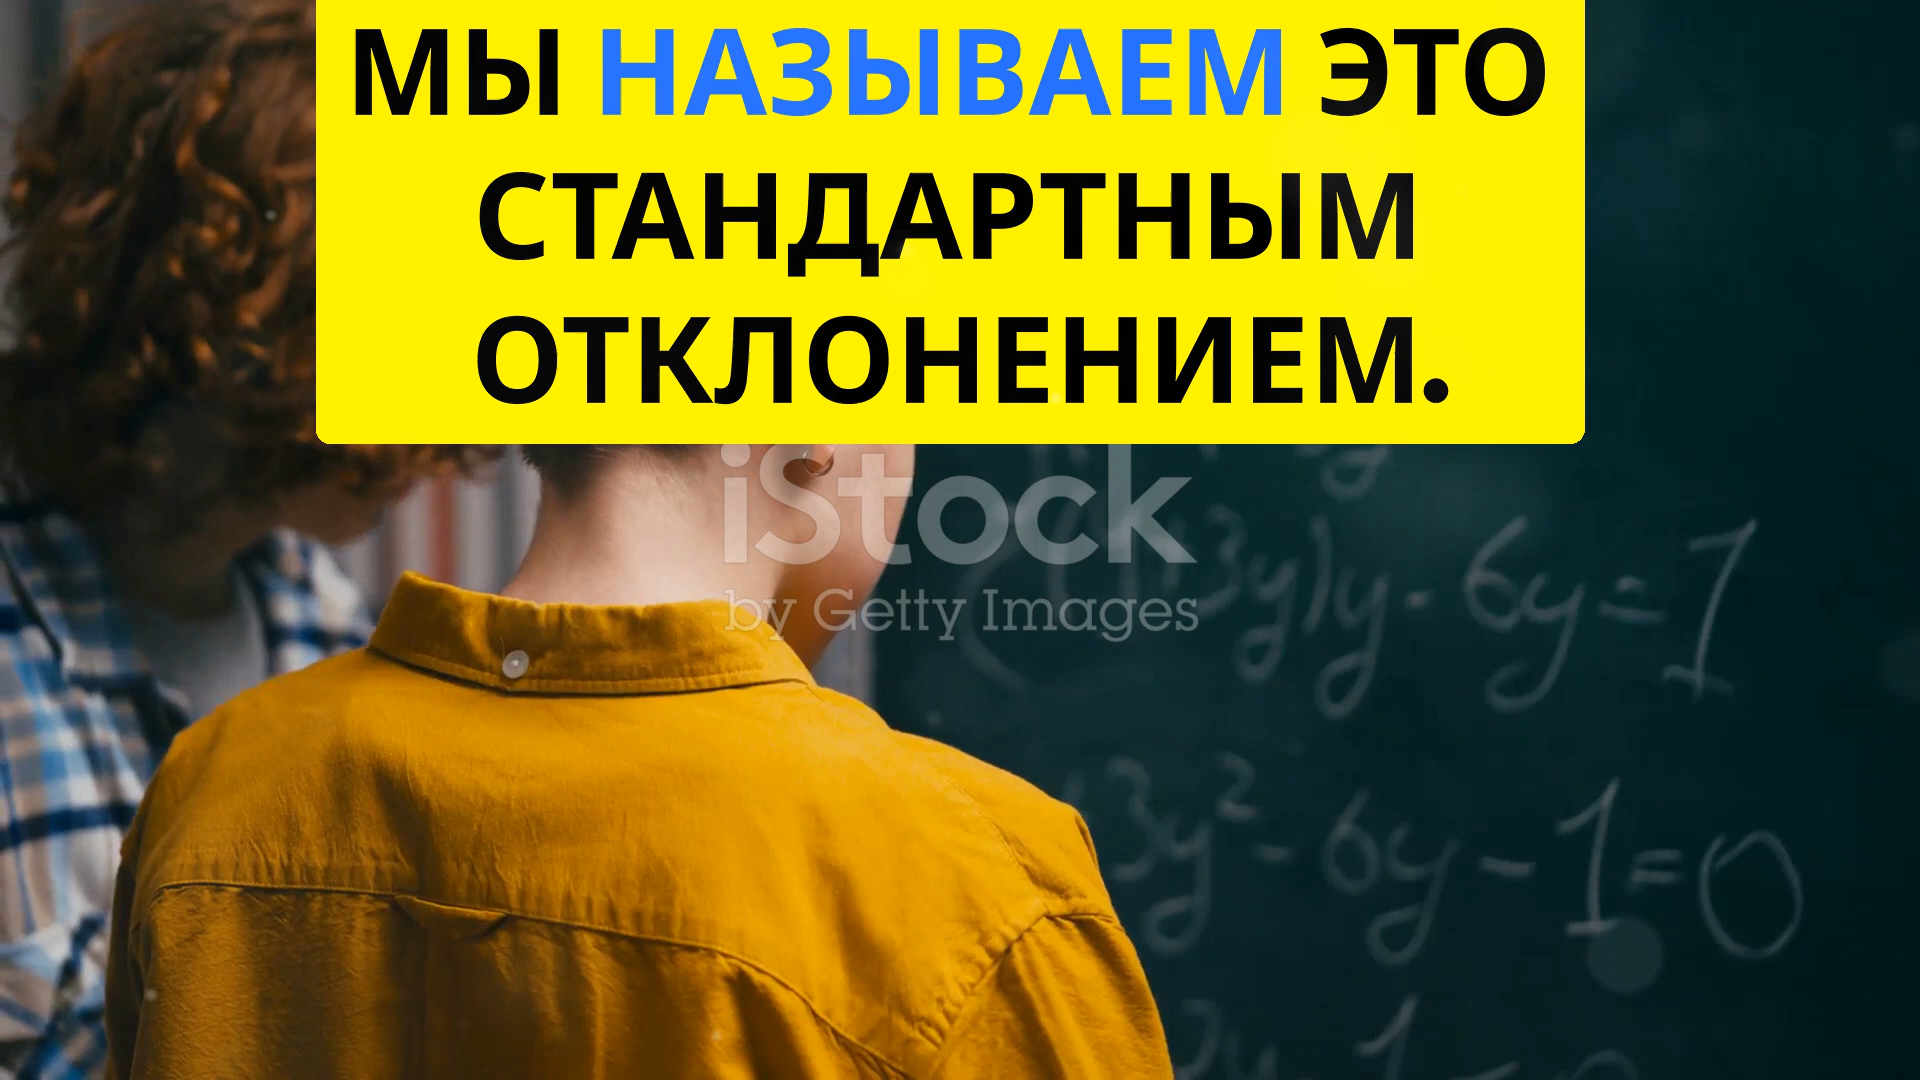 МЫ НАЗЫВАЕМ ЭТО
СТАНДАРТНЫМ
ОТКЛОНЕНИЕМ.
iStock
by Getty Images
3y)y - 6y = 1
3y² - 6y - 1 = 0